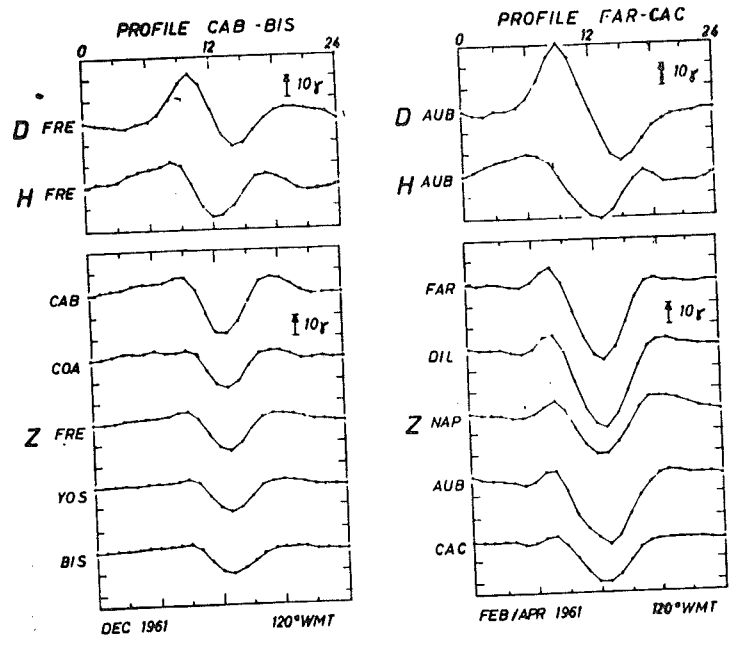 PROFILE CAB-BIS
0 12 24
10γ
D FRE
H FRE
CAB
10γ
COA
Z FRE
YOS
BIS
DEC 1961 120°WMT
PROFILE FAR-CAC
0 12 24
10γ
D AUB
H AUB
FAR
10γ
DIL
Z NAP
AUB
CAC
FEB/APR 1961 120°WMT